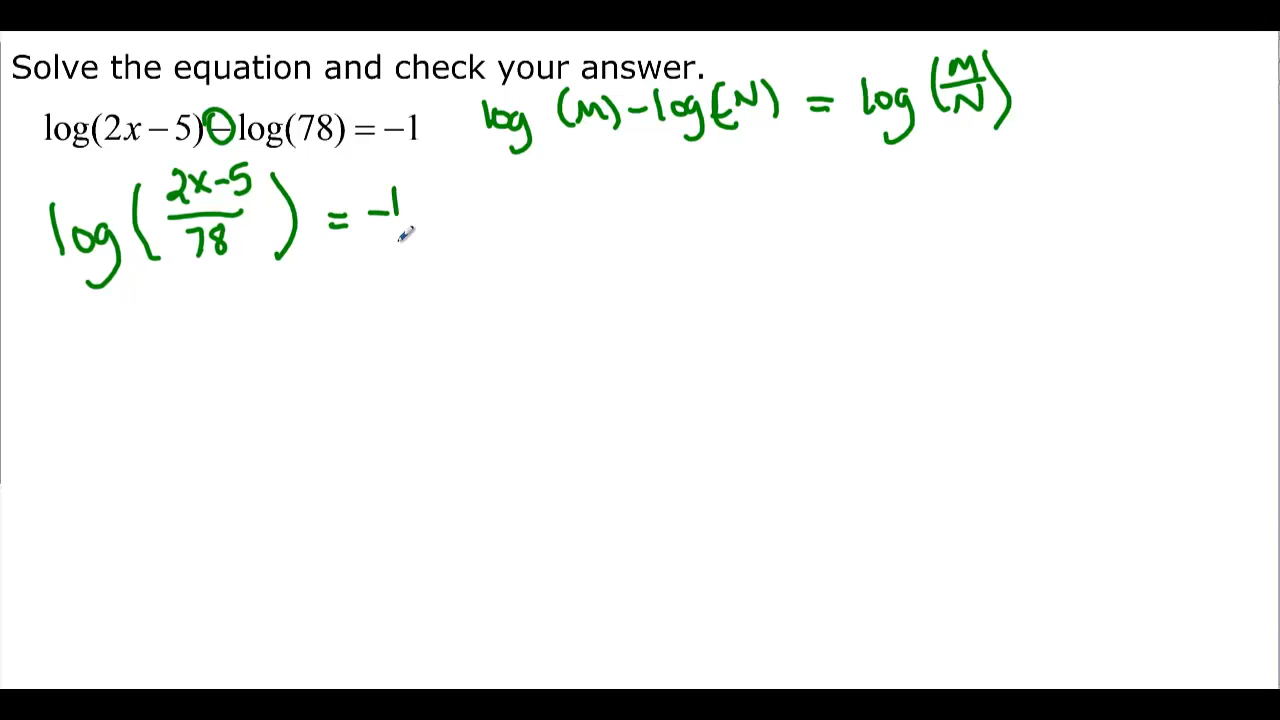 Solve the equation and check your answer.
log(2x − 5) − log(78) = −1
log (M) - log(N) = log (M/N)
log (2x-5/78) = -1